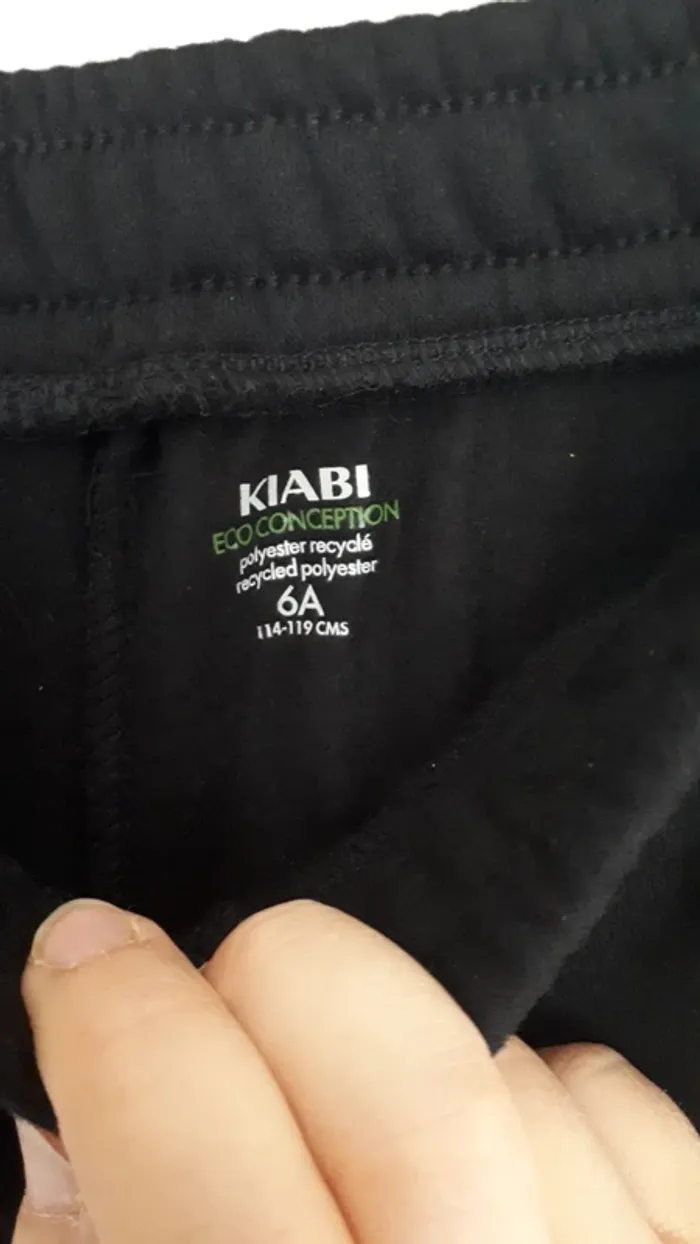 KIABI
ECO CONCEPTION
polyester recyclé
recycled polyester
6A
114-119 CMS